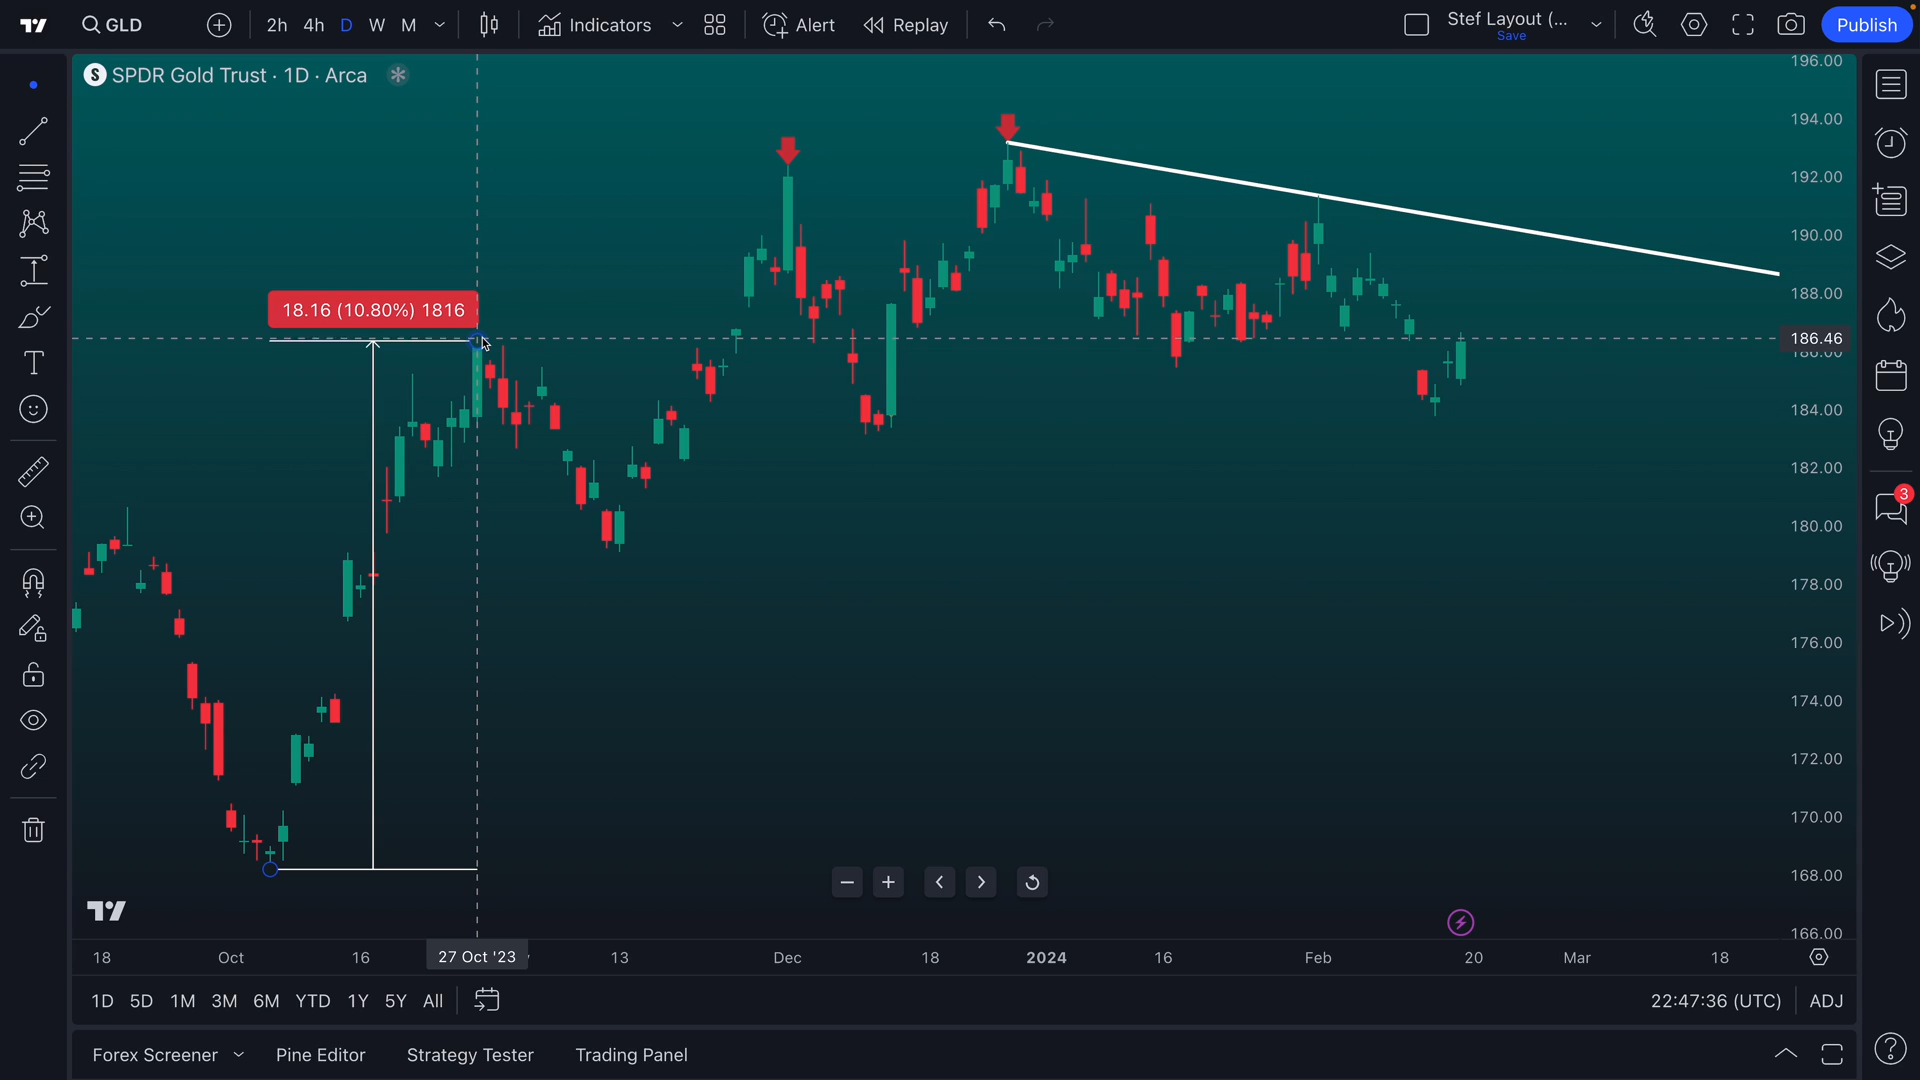 GLD
2h
4h
D
W
M
Indicators
Alert
Replay
Stef Layout (...
Save
Publish
S
SPDR Gold Trust · 1D · Arca
18.16 (10.80%) 1816
196.00
194.00
192.00
190.00
188.00
186.46
186.00
184.00
182.00
180.00
178.00
176.00
174.00
172.00
170.00
168.00
166.00
3
18
Oct
16
27 Oct '23
13
Dec
18
2024
16
Feb
20
Mar
18
1D
5D
1M
3M
6M
YTD
1Y
5Y
All
22:47:36 (UTC)
ADJ
Forex Screener
Pine Editor
Strategy Tester
Trading Panel